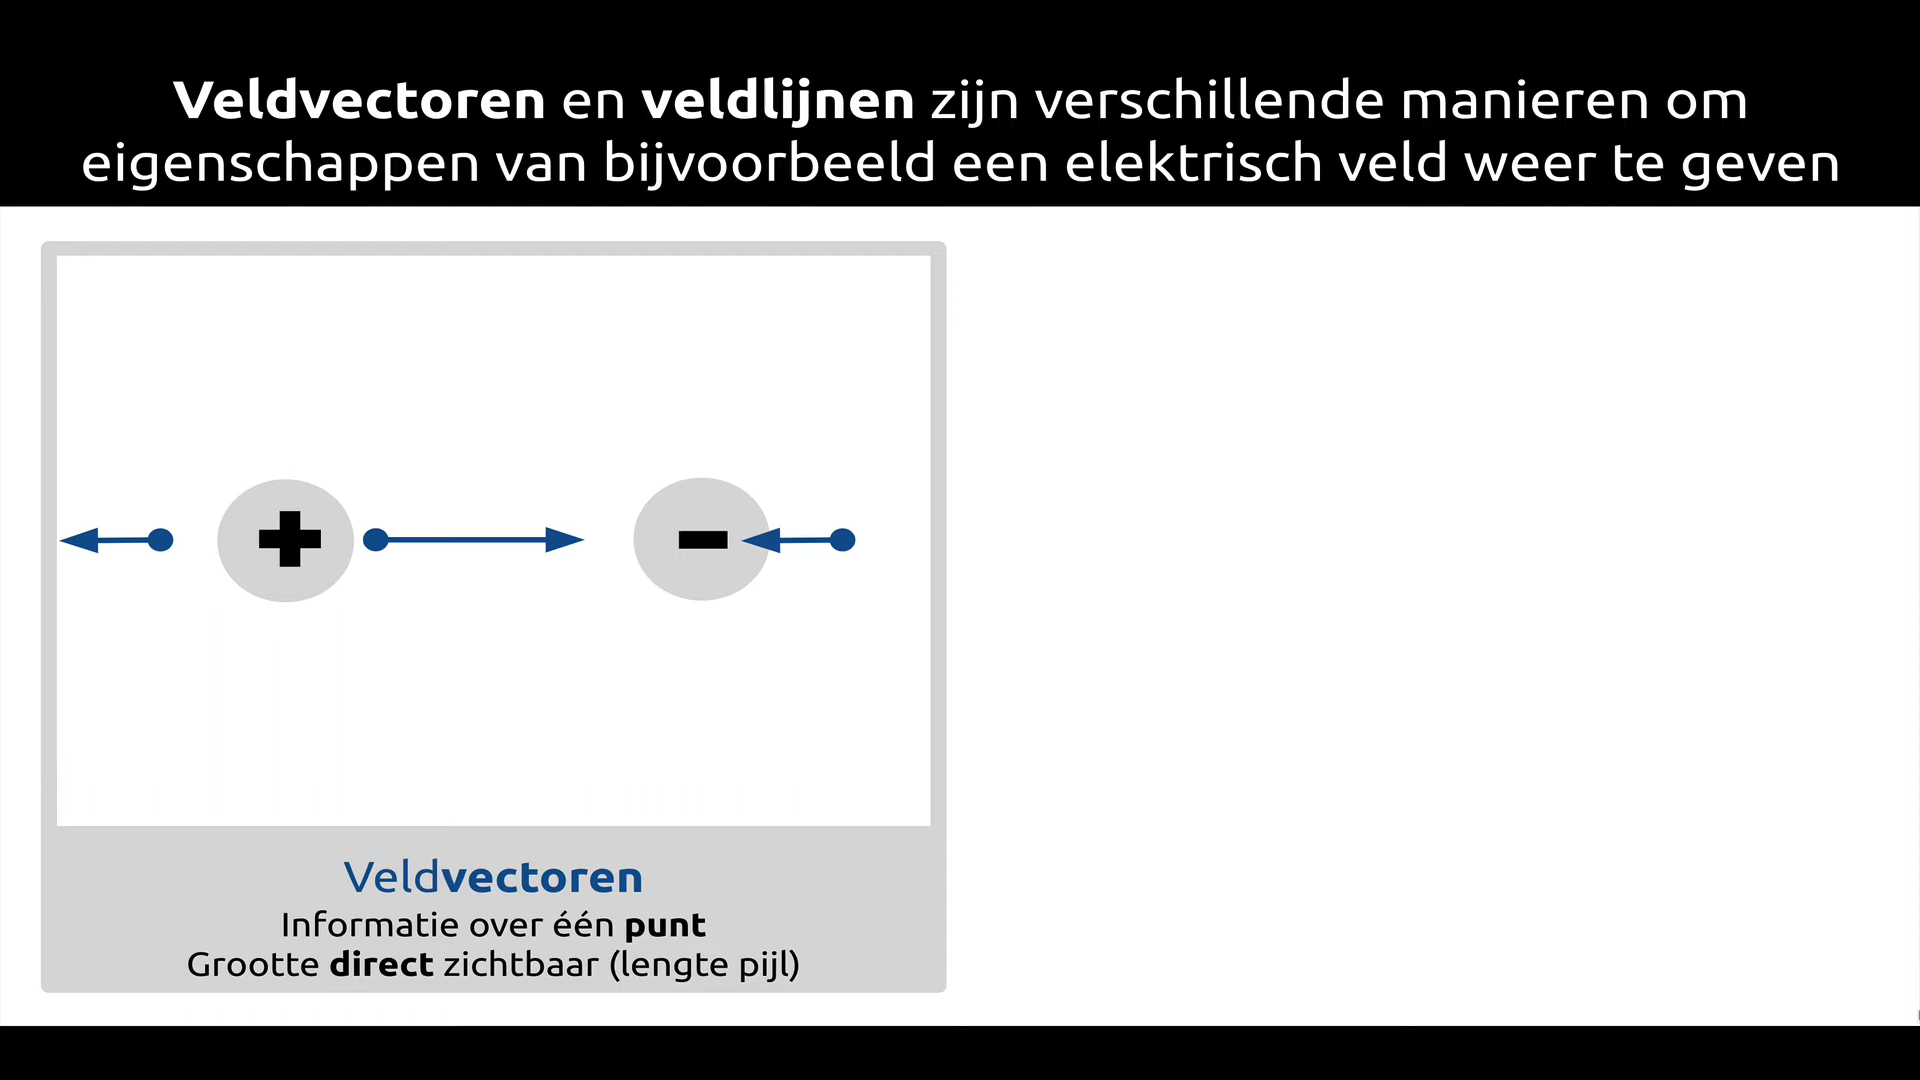 Veldvectoren en veldlijnen zijn verschillende manieren om
eigenschappen van bijvoorbeeld een elektrisch veld weer te geven
+ -
Veldvectoren
Informatie over één punt
Grootte direct zichtbaar (lengte pijl)